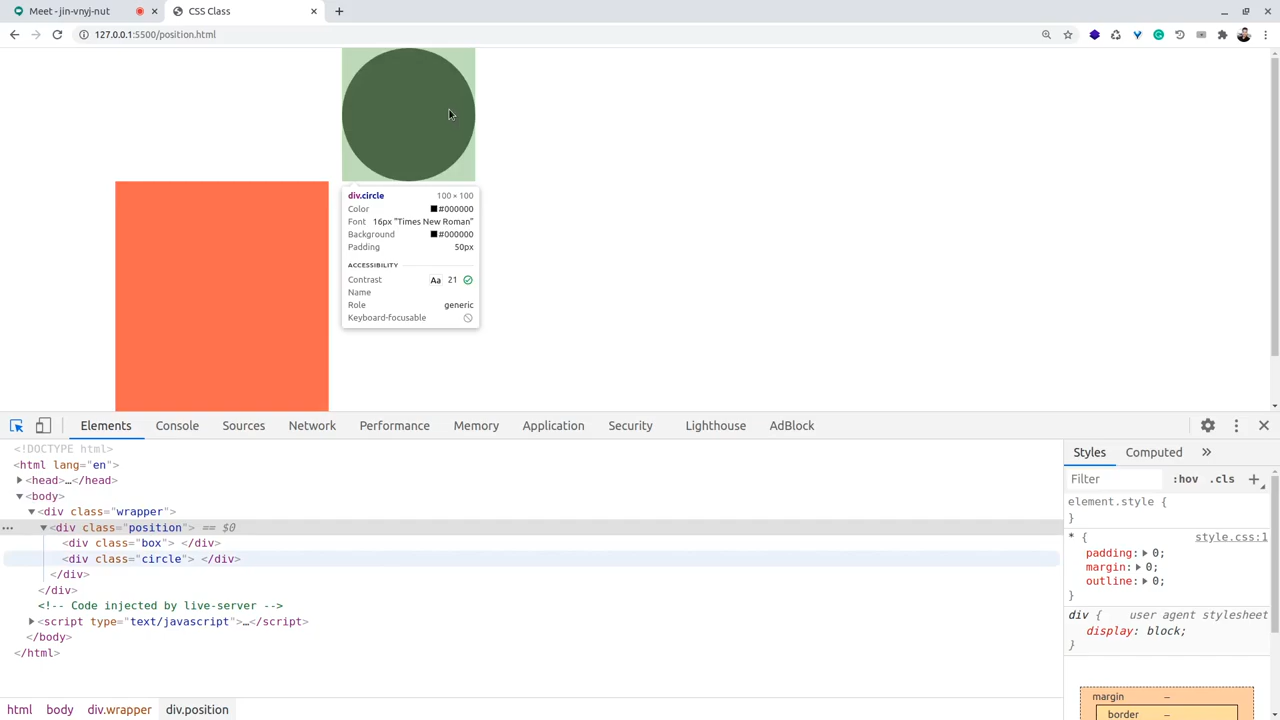 Meet - jin-vnyj-nut
CSS Class
127.0.0.1:5500/position.html
div.circle 100 × 100
Color #000000
Font 16px "Times New Roman"
Background #000000
Padding 50px
ACCESSIBILITY
Contrast Aa 21
Name
Role generic
Keyboard-focusable
Elements Console Sources Network Performance Memory Application Security Lighthouse AdBlock
<!DOCTYPE html>
<html lang="en">
<head>…</head>
<body>
<div class="wrapper">
<div class="position"> == $0
<div class="box"> </div>
<div class="circle"> </div>
</div>
</div>
<!-- Code injected by live-server -->
<script type="text/javascript">…</script>
</body>
</html>
html body div.wrapper div.position
Styles Computed »
Filter :hov .cls +
element.style {
}
* { style.css:1
padding: 0;
margin: 0;
outline: 0;
}
div { user agent stylesheet
display: block;
}
margin –
border –